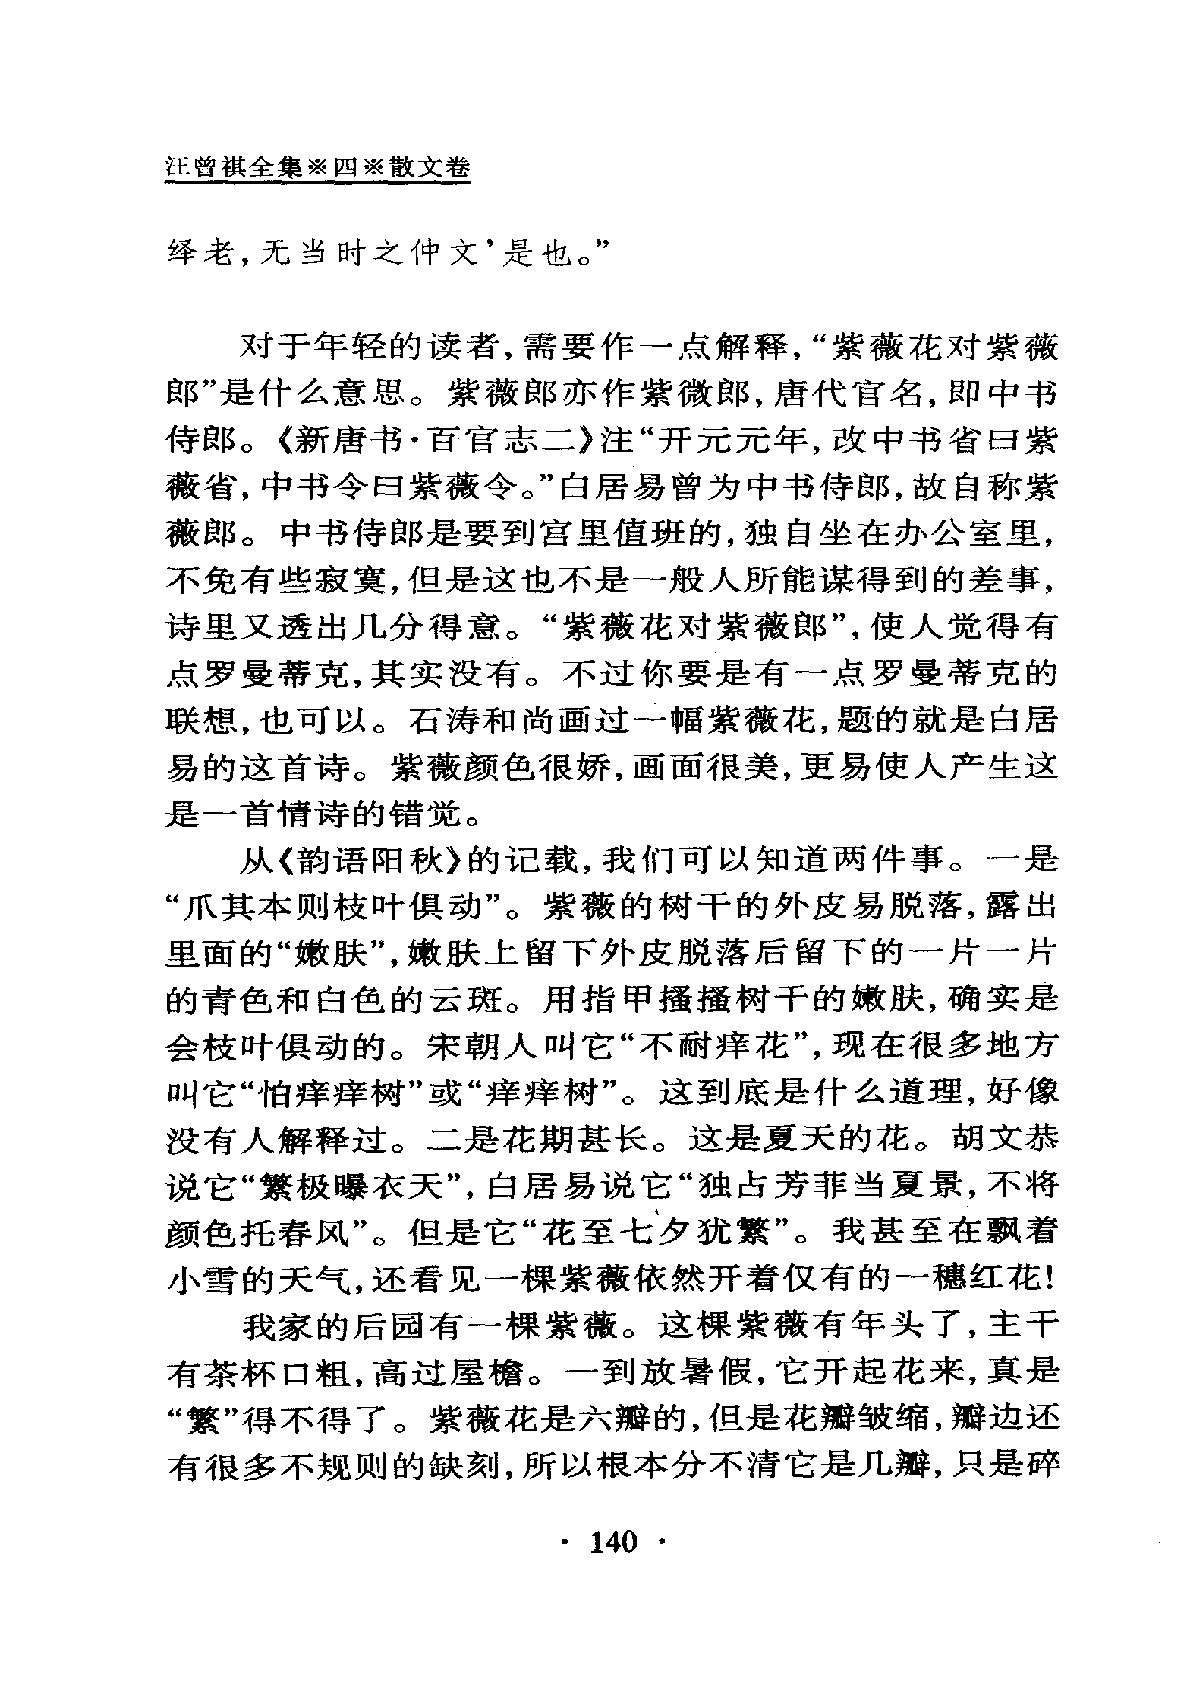 汪曾祺全集※四※散文卷
绛老,无当时之仲文’是也。”
对于年轻的读者,需要作一点解释,“紫薇花对紫薇
郎”是什么意思。紫薇郎亦作紫微郎,唐代官名,即中书
侍郎。《新唐书·百官志二》注“开元元年,改中书省曰紫
薇省,中书令曰紫薇令。”白居易曾为中书侍郎,故自称紫
薇郎。中书侍郎是要到宫里值班的,独自坐在办公室里,
不免有些寂寞,但是这也不是一般人所能谋得到的差事,
诗里又透出几分得意。“紫薇花对紫薇郎”,使人觉得有
点罗曼蒂克,其实没有。不过你要是有一点罗曼蒂克的
联想,也可以。石涛和尚画过一幅紫薇花,题的就是白居
易的这首诗。紫薇颜色很娇,画面很美,更易使人产生这
是一首情诗的错觉。
从《韵语阳秋》的记载,我们可以知道两件事。一是
“爪其本则枝叶俱动”。紫薇的树干的外皮易脱落,露出
里面的“嫩肤”,嫩肤上留下外皮脱落后留下的一片一片
的青色和白色的云斑。用指甲搔搔树干的嫩肤,确实是
会枝叶俱动的。宋朝人叫它“不耐痒花”,现在很多地方
叫它“怕痒痒树”或“痒痒树”。这到底是什么道理,好像
没有人解释过。二是花期甚长。这是夏天的花。胡文恭
说它“繁极曝衣天”,白居易说它“独占芳菲当夏景,不将
颜色托春风”。但是它“花至七夕犹繁”。我甚至在飘着
小雪的天气,还看见一棵紫薇依然开着仅有的一穗红花!
我家的后园有一棵紫薇。这棵紫薇有年头了,主干
有茶杯口粗,高过屋檐。一到放暑假,它开起花来,真是
“繁”得不得了。紫薇花是六瓣的,但是花瓣皱缩,瓣边还
有很多不规则的缺刻,所以根本分不清它是几瓣,只是碎
· 140 ·